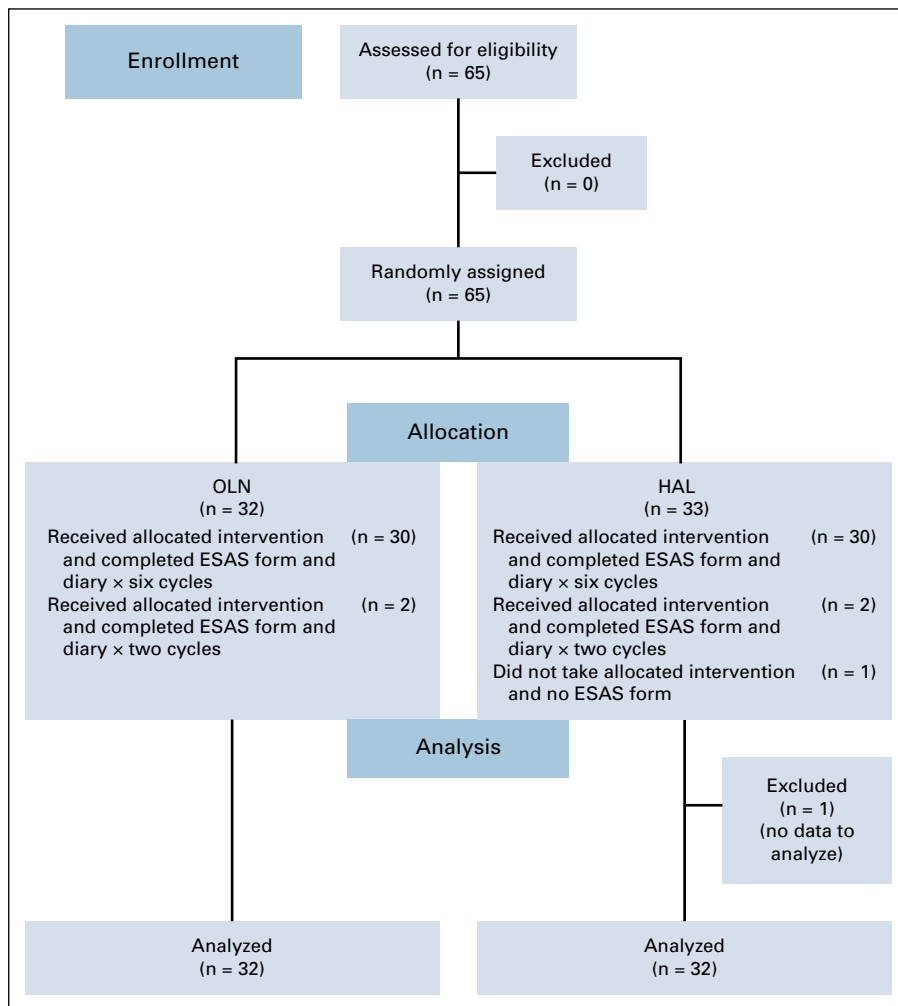 Enrollment
Assessed for eligibility
(n = 65)
Excluded
(n = 0)
Randomly assigned
(n = 65)
Allocation
OLN
(n = 32)
Received allocated intervention (n = 30)
and completed ESAS form and
diary × six cycles
Received allocated intervention (n = 2)
and completed ESAS form and
diary × two cycles
HAL
(n = 33)
Received allocated intervention (n = 30)
and completed ESAS form and
diary × six cycles
Received allocated intervention (n = 2)
and completed ESAS form and
diary × two cycles
Did not take allocated intervention (n = 1)
and no ESAS form
Analysis
Excluded
(n = 1)
(no data to
analyze)
Analyzed
(n = 32)
Analyzed
(n = 32)